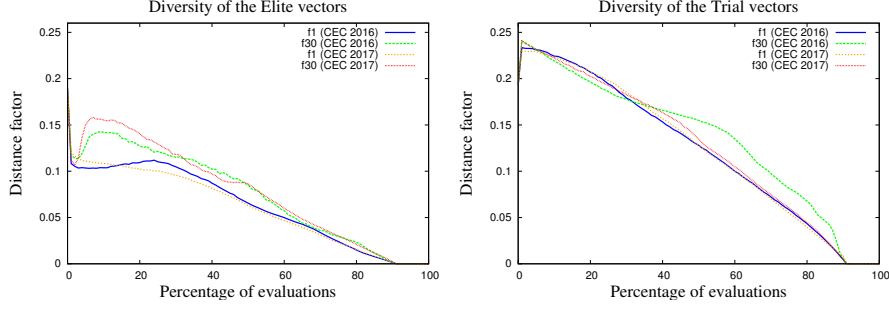 Diversity of the Elite vectors
f1 (CEC 2016)
f30 (CEC 2016)
f1 (CEC 2017)
f30 (CEC 2017)
0.25
0.2
0.15
0.1
0.05
0
Distance factor
0 20 40 60 80 100
Percentage of evaluations
Diversity of the Trial vectors
f1 (CEC 2016)
f30 (CEC 2016)
f1 (CEC 2017)
f30 (CEC 2017)
0.25
0.2
0.15
0.1
0.05
0
Distance factor
0 20 40 60 80 100
Percentage of evaluations